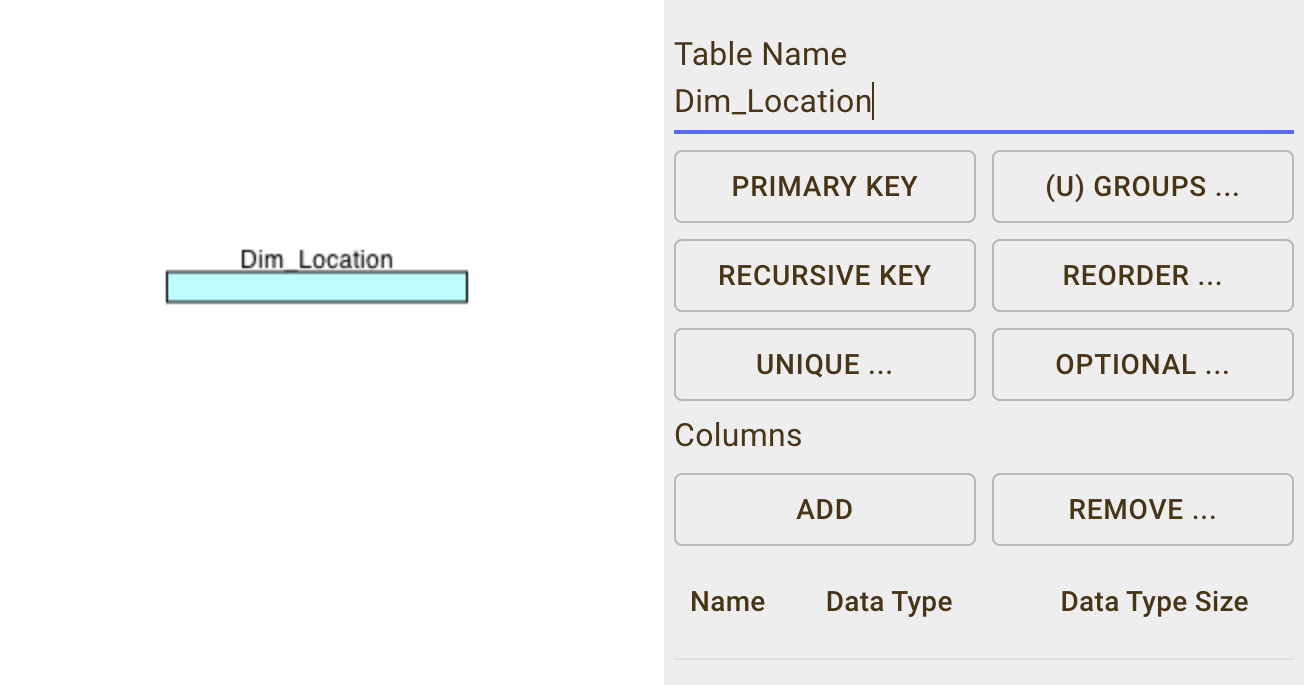 Dim_Location
Table Name
Dim_Location
PRIMARY KEY
(U) GROUPS ...
RECURSIVE KEY
REORDER ...
UNIQUE ...
OPTIONAL ...
Columns
ADD
REMOVE ...
Name Data Type Data Type Size